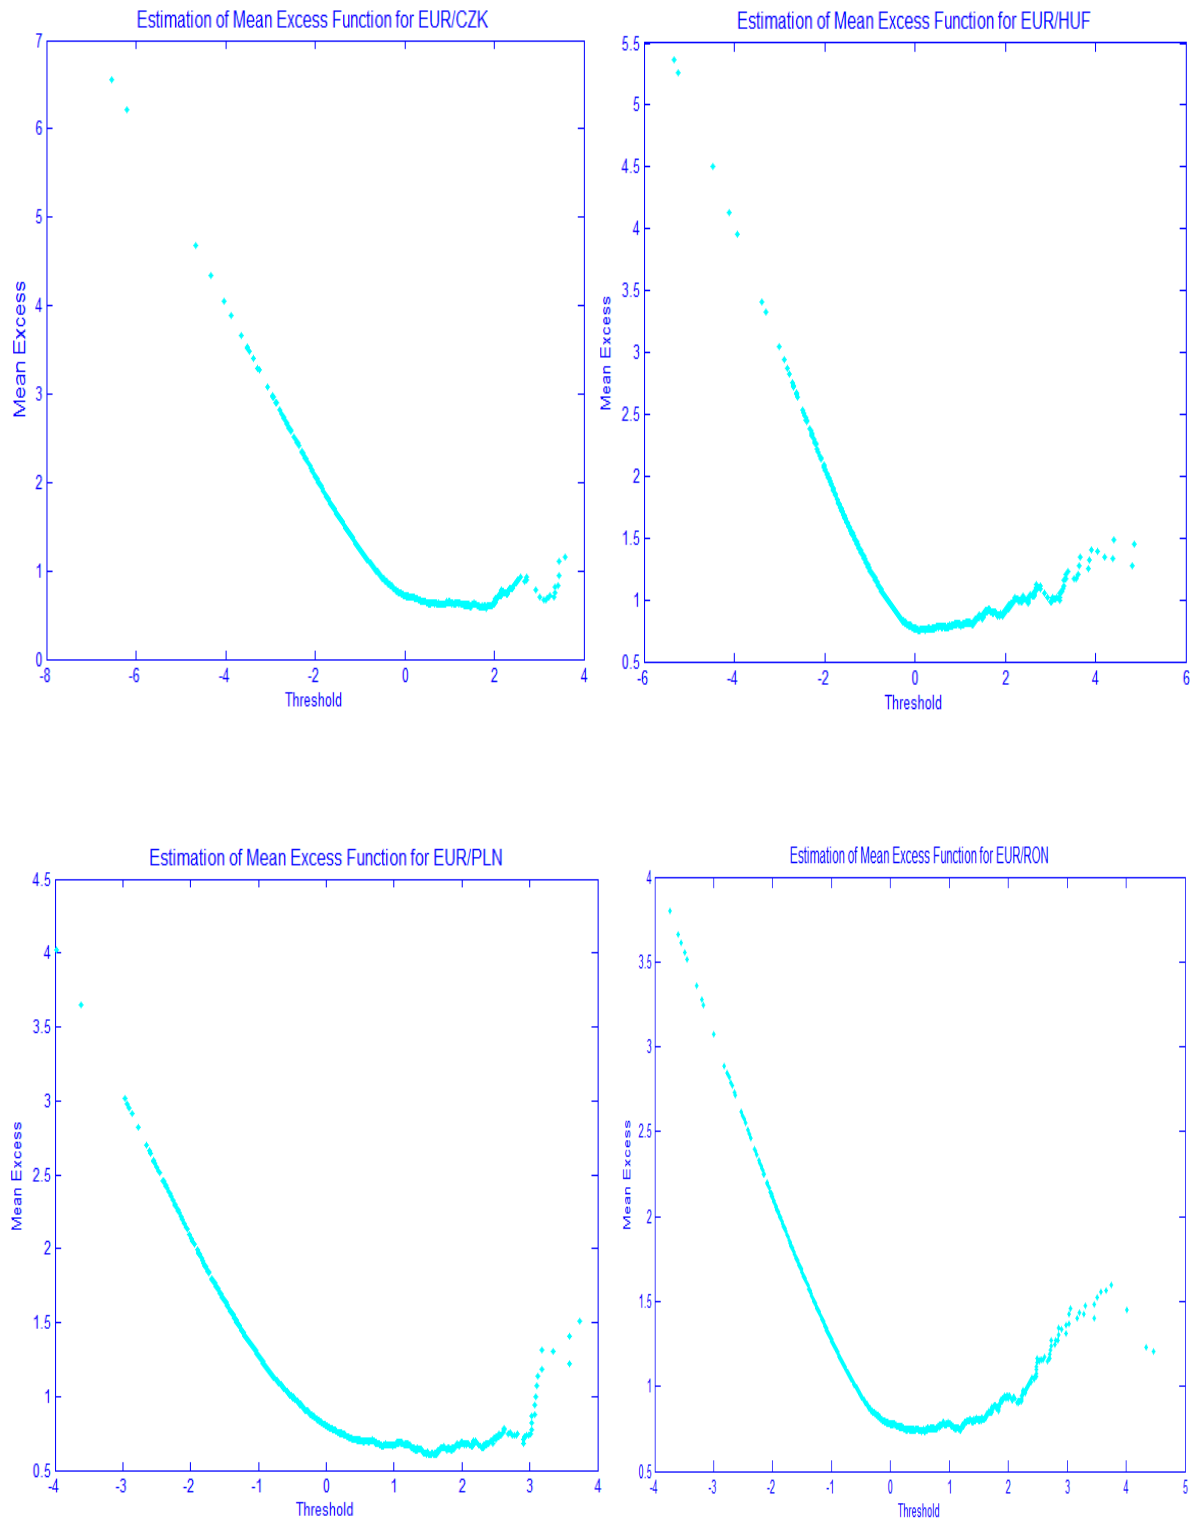 Estimation of Mean Excess Function for EUR/CZK
7
6
5
4
3
2
1
0
-8 -6 -4 -2 0 2 4
Mean Excess
Threshold
Estimation of Mean Excess Function for EUR/HUF
5.5
5
4.5
4
3.5
3
2.5
2
1.5
1
0.5
-6 -4 -2 0 2 4 6
Mean Excess
Threshold
Estimation of Mean Excess Function for EUR/PLN
4.5
4
3.5
3
2.5
2
1.5
1
0.5
-4 -3 -2 -1 0 1 2 3 4
Mean Excess
Threshold
Estimation of Mean Excess Function for EUR/RON
4
3.5
3
2.5
2
1.5
1
0.5
-4 -3 -2 -1 0 1 2 3 4 5
Mean Excess
Threshold